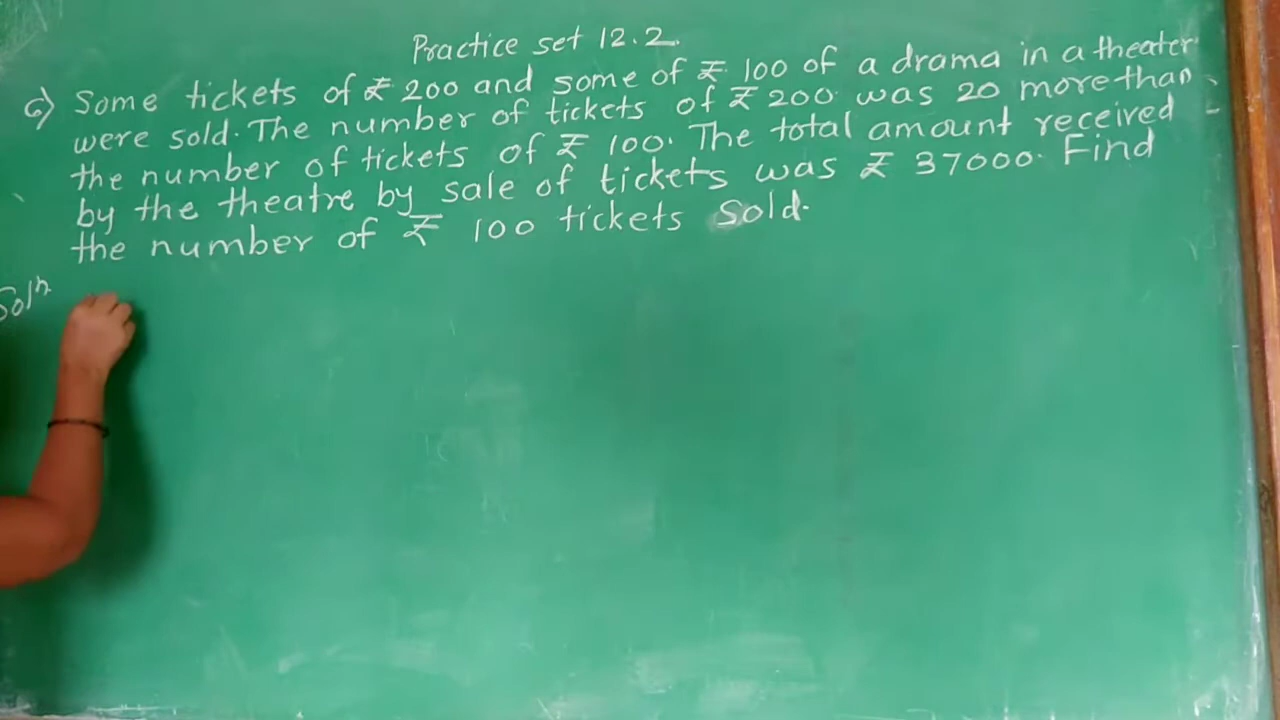 Practice set 12.2.
6) Some tickets of ₹ 200 and some of ₹ 100 of a drama in a theater
were sold. The number of tickets of ₹ 200 was 20 more than
the number of tickets of ₹ 100. The total amount received -
by the theatre by sale of tickets was ₹ 37000. Find
the number of ₹ 100 tickets sold.
Solⁿ